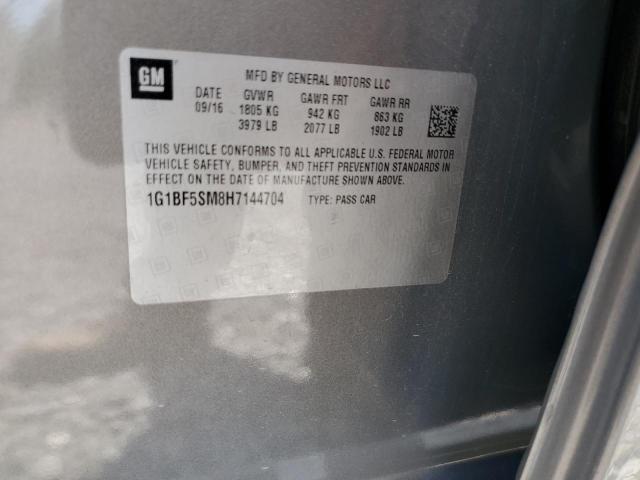 GM
MFD BY GENERAL MOTORS LLC
DATE GVWR GAWR FRT GAWR RR
09/16 1805 KG 942 KG 863 KG
3979 LB 2077 LB 1902 LB
THIS VEHICLE CONFORMS TO ALL APPLICABLE U.S. FEDERAL MOTOR
VEHICLE SAFETY, BUMPER, AND THEFT PREVENTION STANDARDS IN
EFFECT ON THE DATE OF MANUFACTURE SHOWN ABOVE.
1G1BF5SM8H7144704 TYPE: PASS CAR